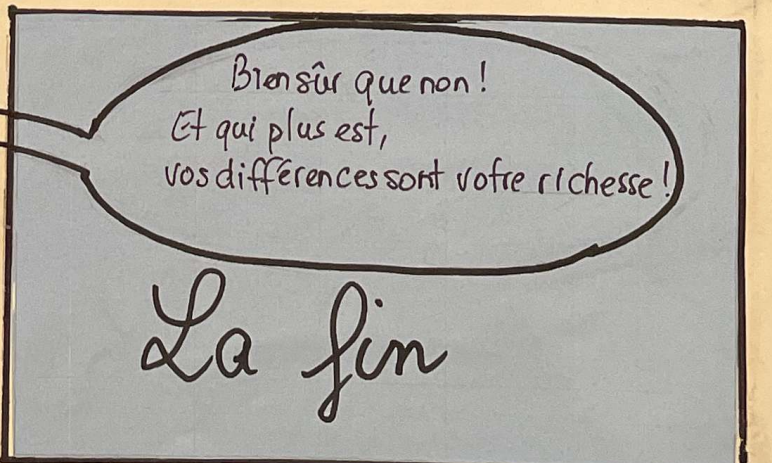 Bien sûr que non !
Et qui plus est,
vos différences sont votre richesse !
La fin